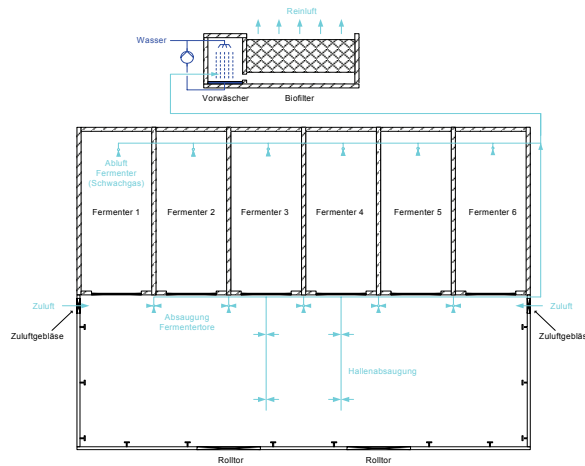 Reinluft
Wasser
Vorwäscher
Biofilter
Abluft
Fermenter
(Schwachgas)
Fermenter 1
Fermenter 2
Fermenter 3
Fermenter 4
Fermenter 5
Fermenter 6
Zuluft
Zuluft
Absaugung
Fermentertore
Zuluftgebläse
Zuluftgebläse
Hallenabsaugung
Rolltor
Rolltor